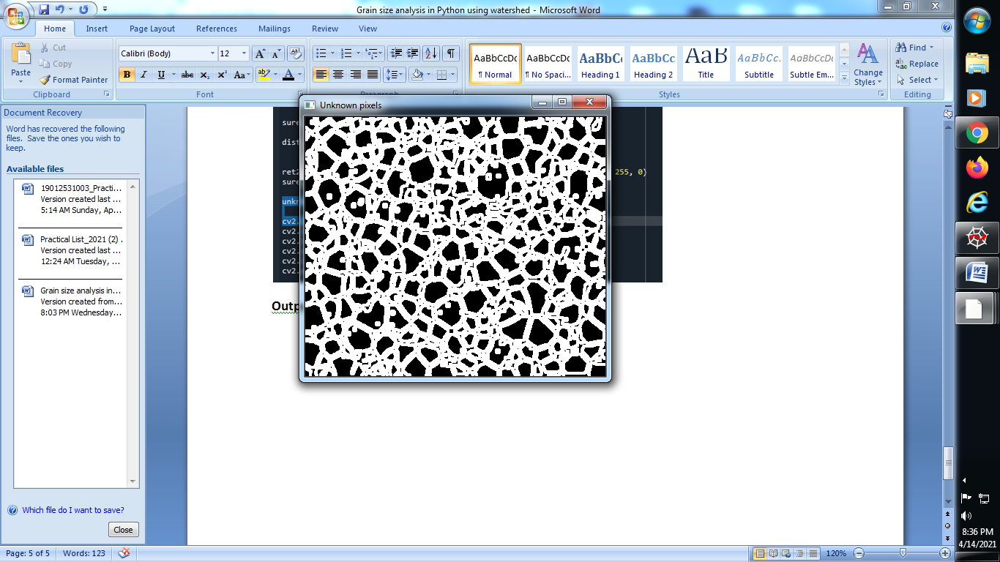 Grain size analysis in Python using watershed - Microsoft Word
Home Insert Page Layout References Mailings Review View
Paste
Cut
Copy
Format Painter
Clipboard
Calibri (Body) 12
B I U abc x₂ x² Aa
ab A
Font
Paragraph
AaBbCcDc AaBbCcDc AaBbCc AaBbCc AaB AaBbCc. AaBbCcDc
¶ Normal ¶ No Spaci... Heading 1 Heading 2 Title Subtitle Subtle Em...
Change
Styles
Styles
Find
Replace
Select
Editing
Document Recovery
Word has recovered the following
files. Save the ones you wish to
keep.
Available files
19012531003_Practi...
Version created last ...
5:14 AM Sunday, Ap...
Practical List_2021 (2) .
Version created last ...
12:24 AM Tuesday, ...
Grain size analysis in...
Version created from...
8:03 PM Wednesday...
Which file do I want to save?
Close
Unknown pixels
sure
dist
ret2
255, 0)
sure
unkn
cv2.
cv2.
cv2.
cv2.
cv2.
cv2.
Outp
Page: 5 of 5 Words: 123
120%
8:36 PM
4/14/2021